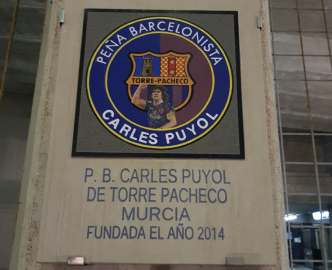 PEÑA BARCELONISTA
TORRE-PACHECO
CARLES PUYOL
P. B. CARLES PUYOL
DE TORRE PACHECO
MURCIA
FUNDADA EL AÑO 2014